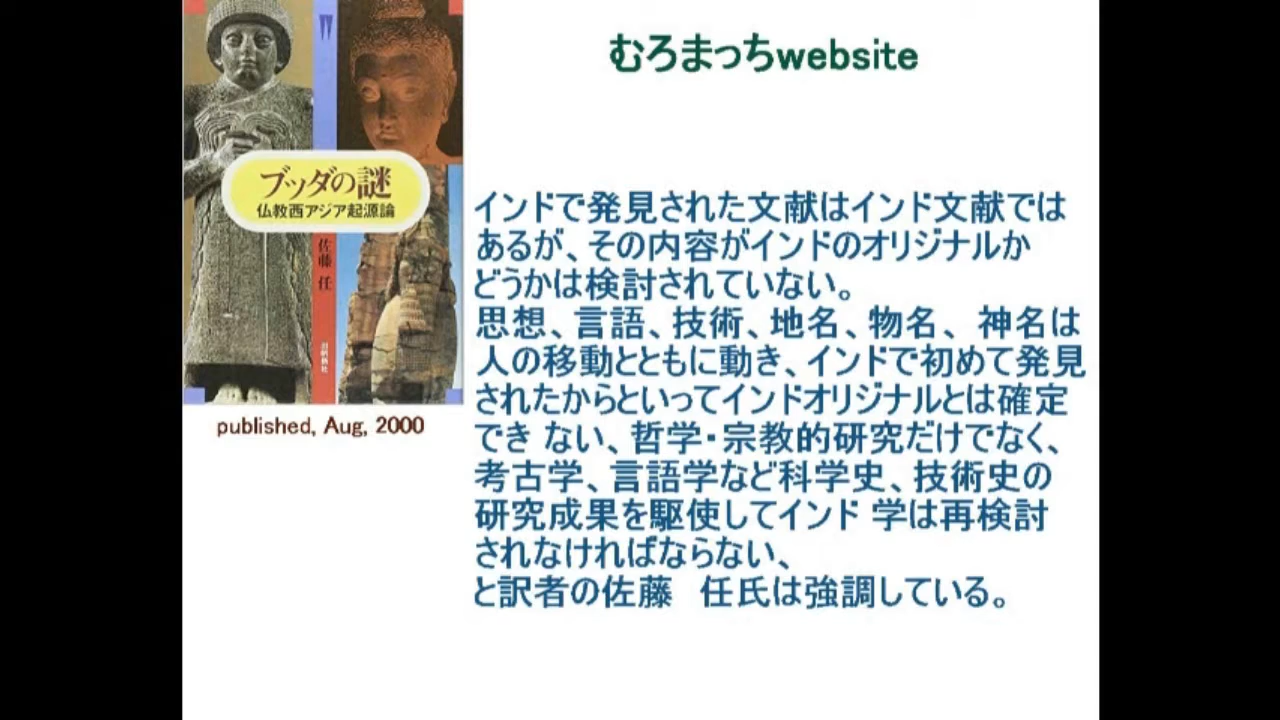 むろまっちwebsite
ブッダの謎
仏教西アジア起源論
佐藤 任
published, Aug, 2000
インドで発見された文献はインド文献では
あるが、その内容がインドのオリジナルか
どうかは検討されていない。
思想、言語、技術、地名、物名、神名は
人の移動とともに動き、インドで初めて発見
されたからといってインドオリジナルとは確定
でき ない、哲学・宗教的研究だけでなく、
考古学、言語学など科学史、技術史の
研究成果を駆使してインド 学は再検討
されなければならない、
と訳者の佐藤　任氏は強調している。